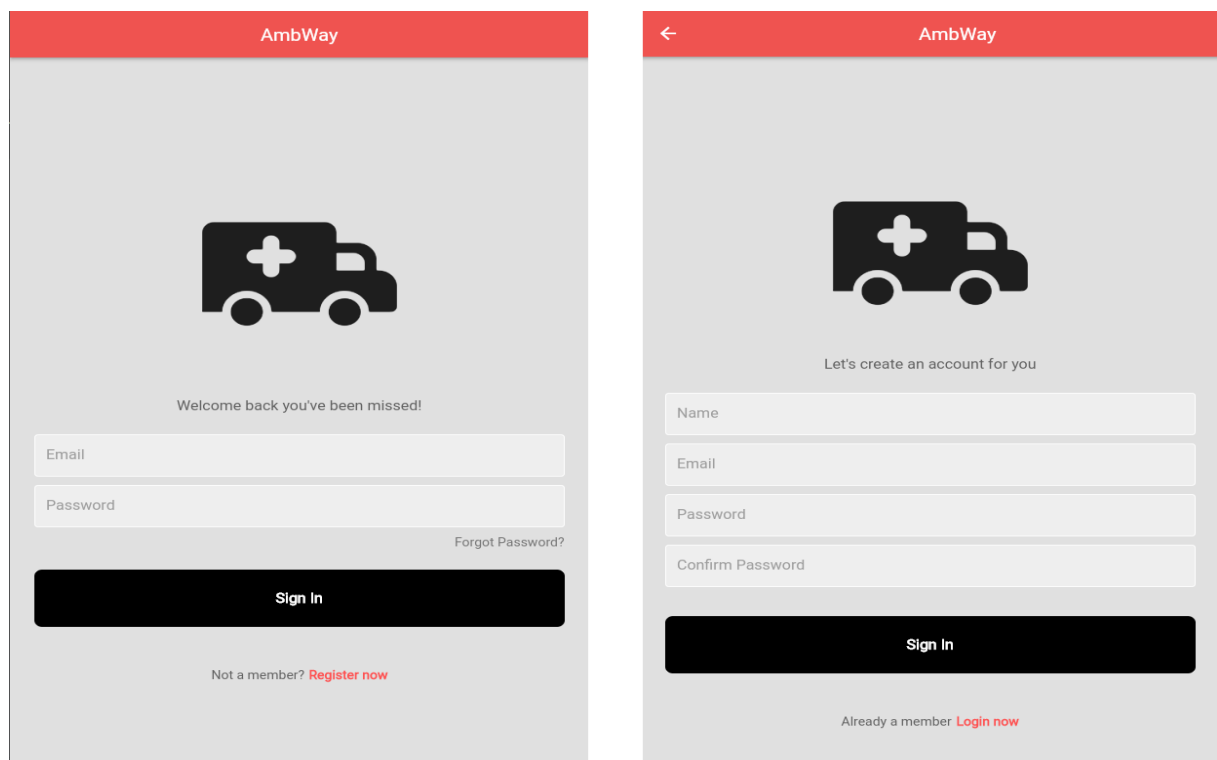 AmbWay
Welcome back you've been missed!
Email
Password
Forgot Password?
Sign In
Not a member? Register now
AmbWay
Let's create an account for you
Name
Email
Password
Confirm Password
Sign In
Already a member Login now